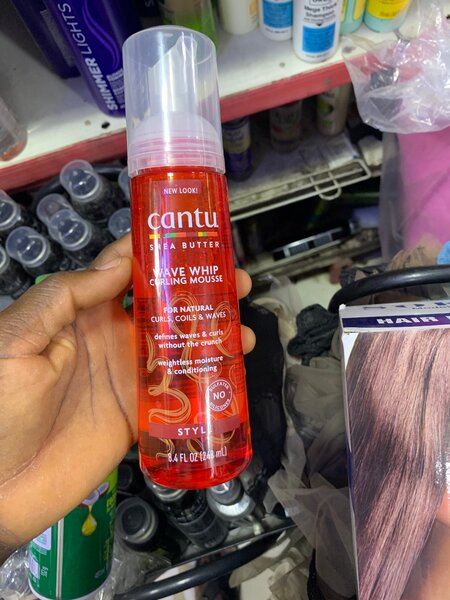 SHIMMER LIGHTS
NEW LOOK!
cantu
SHEA BUTTER
WAVE WHIP
CURLING MOUSSE
FOR NATURAL
CURLS, COILS & WAVES
defines waves & curls
without the crunch
weightless moisture
& conditioning
NO
STYLE
8.4 FL OZ (248 mL)
HAIR